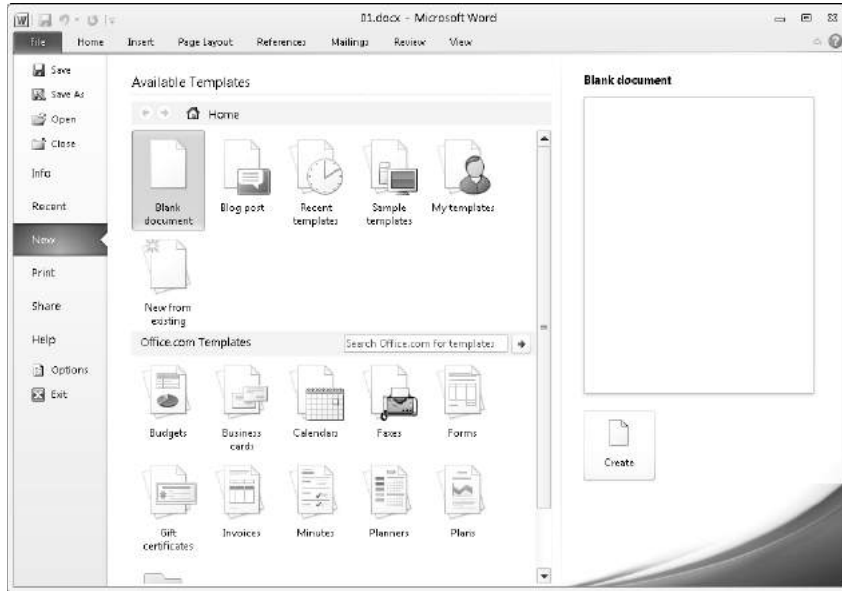 01.docx - Microsoft Word
File Home Insert Page Layout References Mailings Review View
Save
Save As
Open
Close
Info
Recent
New
Print
Share
Help
Options
Exit
Available Templates
Home
Blank document
Blog post
Recent templates
Sample templates
My templates
New from existing
Office.com Templates
Search Office.com for templates
Budgets
Business cards
Calendars
Faxes
Forms
Gift certificates
Invoices
Minutes
Planners
Plans
Blank document
Create